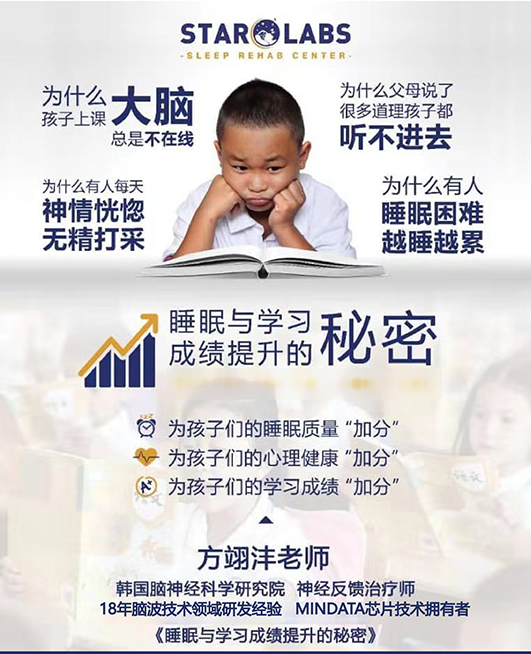 STAR LABS
·SLEEP REHAB CENTER·
为什么
孩子上课 大脑
总是不在线
为什么父母说了
很多道理孩子都
听不进去
为什么有人每天
神情恍惚
无精打采
为什么有人
睡眠困难
越睡越累
睡眠与学习
成绩提升的 秘密
为孩子们的睡眠质量“加分”
为孩子们的心理健康“加分”
A+ 为孩子们的学习成绩“加分”
方翊沣老师
韩国脑神经科学研究院 神经反馈治疗师
18年脑波技术领域研发经验 MINDATA芯片技术拥有者
《睡眠与学习成绩提升的秘密》